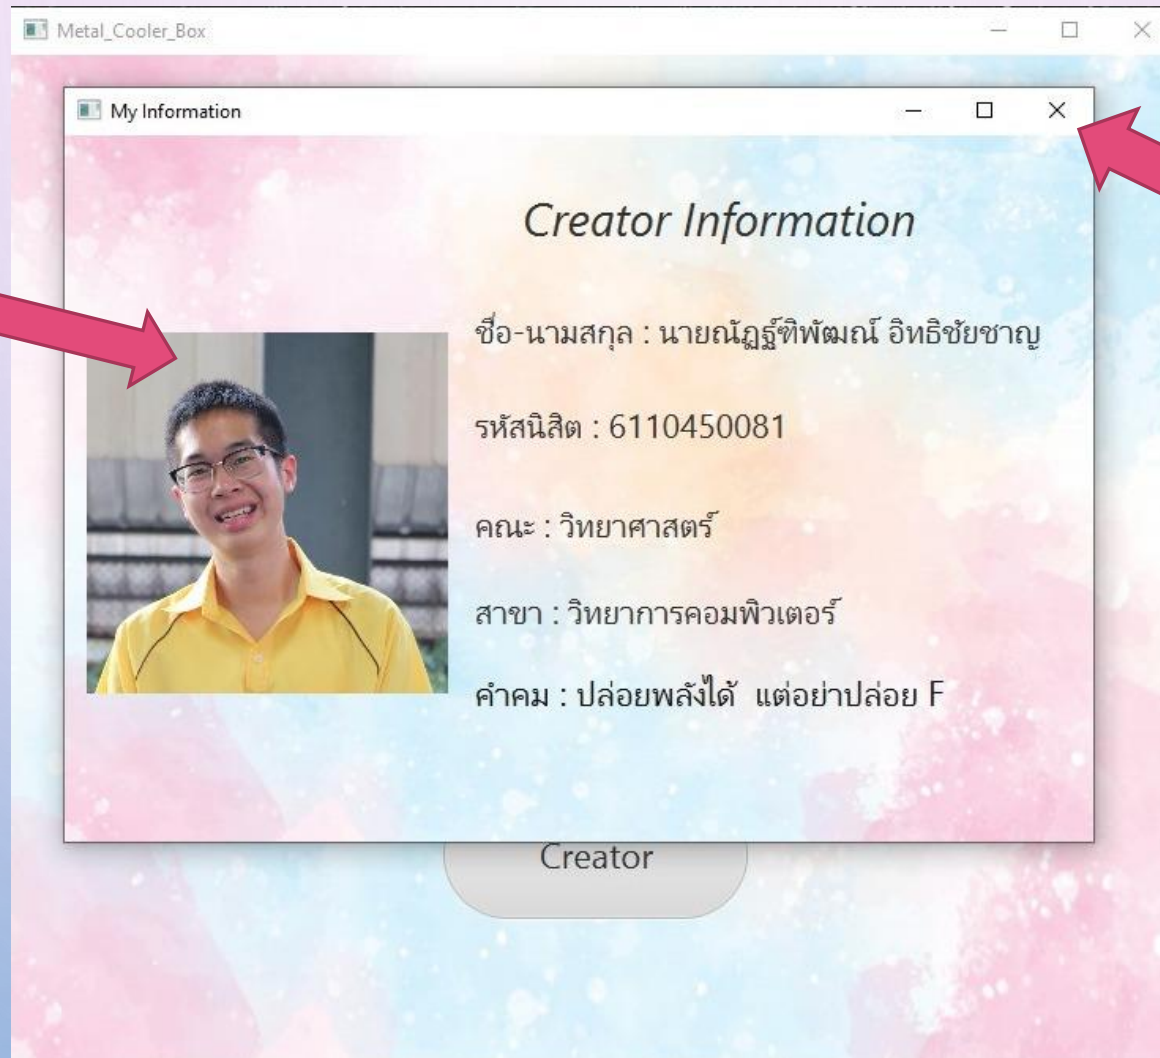 Metal_Cooler_Box
My Information
Creator Information
ชื่อ-นามสกุล : นายณัฏฐ์ฑิพัฒณ์ อิทธิชัยชาญ
รหัสนิสิต : 6110450081
คณะ : วิทยาศาสตร์
สาขา : วิทยาการคอมพิวเตอร์
คำคม : ปล่อยพลังได้ แต่อย่าปล่อย F
Creator